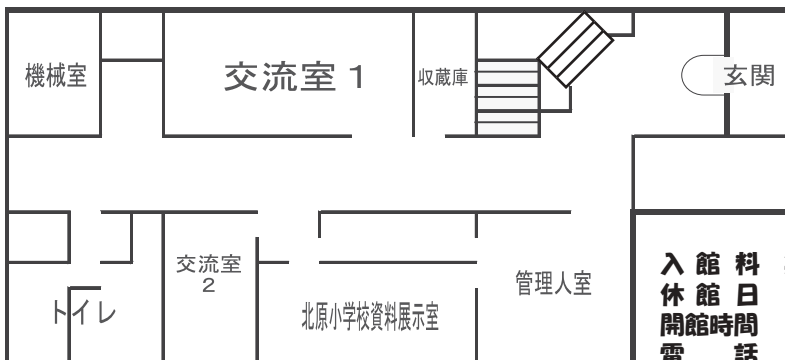 機械室
交流室 1
収蔵庫
玄関
交流室
2
トイレ
北原小学校資料展示室
管理人室
入館料
休館日
開館時間
電話